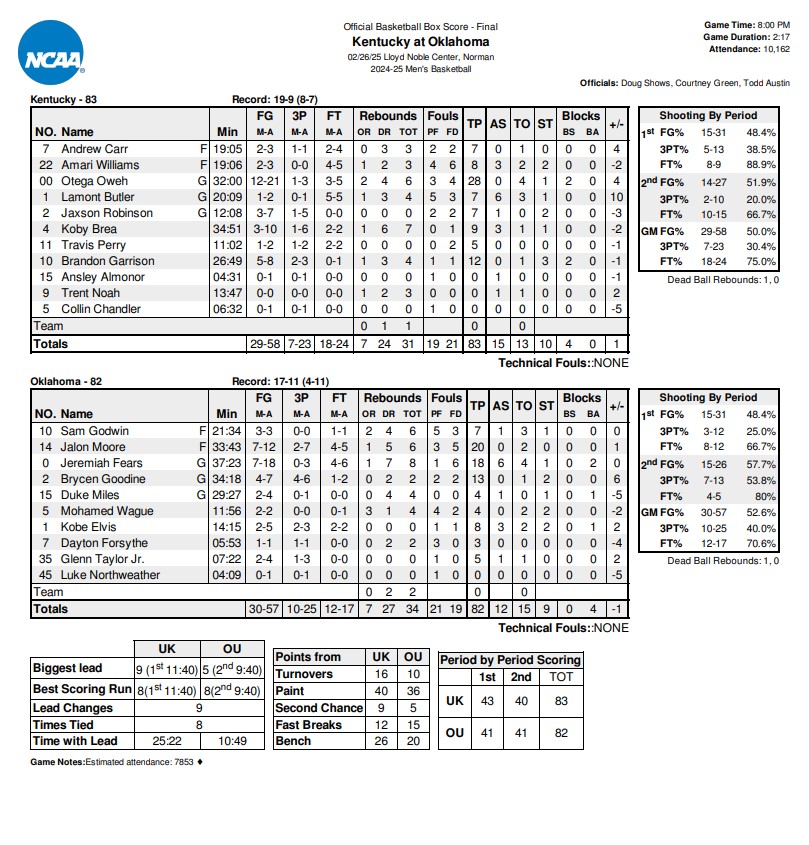 NCAA
®
Official Basketball Box Score - Final
Kentucky at Oklahoma
02/26/25 Lloyd Noble Center, Norman
2024-25 Men's Basketball
Game Time: 8:00 PM
Game Duration: 2:17
Attendance: 10,162
Officials: Doug Shows, Courtney Green, Todd Austin
Kentucky - 83 Record: 19-9 (8-7)
FG 3P FT Rebounds Fouls TP AS TO ST Blocks +/-
NO. Name Min M-A M-A M-A OR DR TOT PF FD BS BA
7 Andrew Carr F 19:05 2-3 1-1 2-4 0 3 3 2 2 7 0 1 0 0 0 4
22 Amari Williams F 19:06 2-3 0-0 4-5 1 2 3 4 6 8 3 2 2 0 0 -2
00 Otega Oweh G 32:00 12-21 1-3 3-5 2 4 6 3 4 28 0 4 1 2 0 4
1 Lamont Butler G 20:09 1-2 0-1 5-5 1 3 4 5 3 7 6 3 1 0 0 10
2 Jaxson Robinson G 12:08 3-7 1-5 0-0 0 0 0 2 2 7 1 0 2 0 0 -3
4 Koby Brea 34:51 3-10 1-6 2-2 1 6 7 0 1 9 3 1 1 0 0 -2
11 Travis Perry 11:02 1-2 1-2 2-2 0 0 0 0 2 5 0 0 0 0 0 -1
10 Brandon Garrison 26:49 5-8 2-3 0-1 1 3 4 1 1 12 0 1 3 2 0 -1
15 Ansley Almonor 04:31 0-1 0-1 0-0 0 0 0 1 0 0 1 0 0 0 0 -1
9 Trent Noah 13:47 0-0 0-0 0-0 1 2 3 0 0 0 1 1 0 0 0 2
5 Collin Chandler 06:32 0-1 0-1 0-0 0 0 0 1 0 0 0 0 0 0 0 -5
Team 0 1 1 0
Totals 29-58 7-23 18-24 7 24 31 19 21 83 15 13 10 4 0 1
Technical Fouls::NONE
Shooting By Period
1st FG% 15-31 48.4%
3PT% 5-13 38.5%
FT% 8-9 88.9%
2nd FG% 14-27 51.9%
3PT% 2-10 20.0%
FT% 10-15 66.7%
GM FG% 29-58 50.0%
3PT% 7-23 30.4%
FT% 18-24 75.0%
Dead Ball Rebounds: 1, 0
Oklahoma - 82 Record: 17-11 (4-11)
FG 3P FT Rebounds Fouls TP AS TO ST Blocks +/-
NO. Name Min M-A M-A M-A OR DR TOT PF FD BS BA
10 Sam Godwin F 21:34 3-3 0-0 1-1 2 4 6 5 3 7 1 3 1 0 0 0
14 Jalon Moore F 33:43 7-12 2-7 4-5 1 5 6 3 5 20 0 2 0 0 0 1
0 Jeremiah Fears G 37:23 7-18 0-3 4-6 1 7 8 1 6 18 6 4 1 0 2 0
2 Brycen Goodine G 34:18 4-7 4-6 1-2 0 2 2 2 2 13 0 1 2 0 0 6
15 Duke Miles G 29:27 2-4 0-1 0-0 0 4 4 0 0 4 1 0 1 0 1 -5
5 Mohamed Wague 11:56 2-2 0-0 0-1 3 1 4 4 2 4 0 0 2 0 0 -2
1 Kobe Elvis 14:15 2-5 2-3 2-2 0 0 0 1 1 8 3 2 2 0 1 2
7 Dayton Forsythe 05:53 1-1 1-1 0-0 0 2 2 3 0 3 0 0 0 0 0 -4
35 Glenn Taylor Jr. 07:22 2-4 1-3 0-0 0 0 0 1 0 5 1 1 0 0 0 2
45 Luke Northweather 04:09 0-1 0-1 0-0 0 0 0 1 0 0 0 0 0 0 0 -5
Team 0 2 2 0
Totals 30-57 10-25 12-17 7 27 34 21 19 82 12 15 9 0 4 -1
Technical Fouls::NONE
Shooting By Period
1st FG% 15-31 48.4%
3PT% 3-12 25.0%
FT% 8-12 66.7%
2nd FG% 15-26 57.7%
3PT% 7-13 53.8%
FT% 4-5 80%
GM FG% 30-57 52.6%
3PT% 10-25 40.0%
FT% 12-17 70.6%
Dead Ball Rebounds: 1, 0
UK OU
Biggest lead 9 (1st 11:40) 5 (2nd 9:40)
Best Scoring Run 8(1st 11:40) 8(2nd 9:40)
Lead Changes 9
Times Tied 8
Time with Lead 25:22 10:49
Points from UK OU
Turnovers 16 10
Paint 40 36
Second Chance 9 5
Fast Breaks 12 15
Bench 26 20
Period by Period Scoring
1st 2nd TOT
UK 43 40 83
OU 41 41 82
Game Notes:Estimated attendance: 7853 ♦